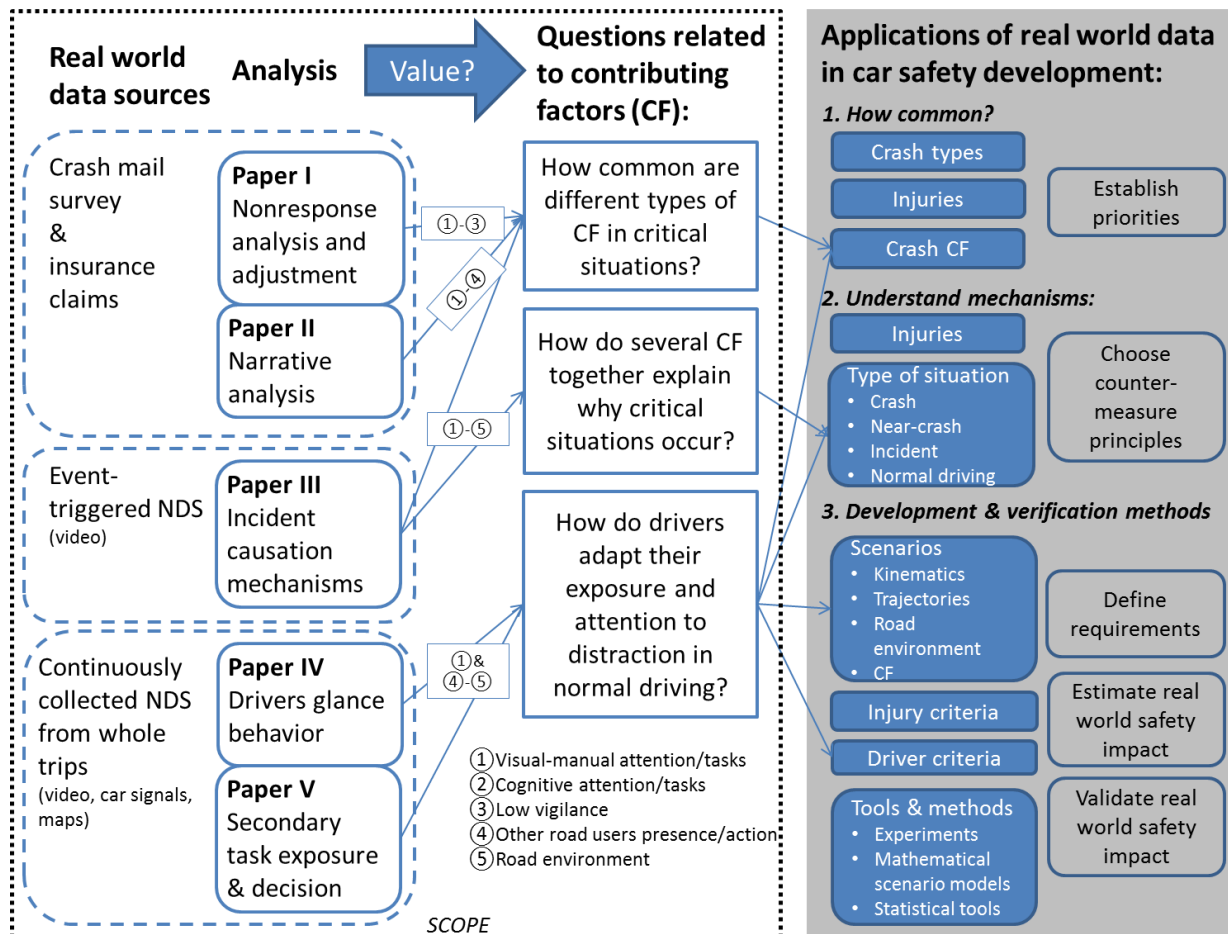 Real world
data sources
Analysis
Value?
Questions related
to contributing
factors (CF):
Crash mail
survey
&
insurance
claims
Paper I
Nonresponse
analysis and
adjustment
Paper II
Narrative
analysis
①-③
①-④
①-⑤
How common are
different types of
CF in critical
situations?
How do several CF
together explain
why critical
situations occur?
Event-
triggered NDS
(video)
Paper III
Incident
causation
mechanisms
How do drivers
adapt their
exposure and
attention to
distraction in
normal driving?
Continuously
collected NDS
from whole
trips
(video, car signals,
maps)
Paper IV
Drivers glance
behavior
Paper V
Secondary
task exposure
& decision
①&
④-⑤
①Visual-manual attention/tasks
②Cognitive attention/tasks
③Low vigilance
④Other road users presence/action
⑤Road environment
SCOPE
Applications of real world data
in car safety development:
1. How common?
Crash types
Injuries
Crash CF
Establish
priorities
2. Understand mechanisms:
Injuries
Type of situation
• Crash
• Near-crash
• Incident
• Normal driving
Choose
counter-
measure
principles
3. Development & verification methods
Scenarios
• Kinematics
• Trajectories
• Road
environment
• CF
Define
requirements
Injury criteria
Driver criteria
Estimate real
world safety
impact
Tools & methods
• Experiments
• Mathematical
scenario models
• Statistical tools
Validate real
world safety
impact